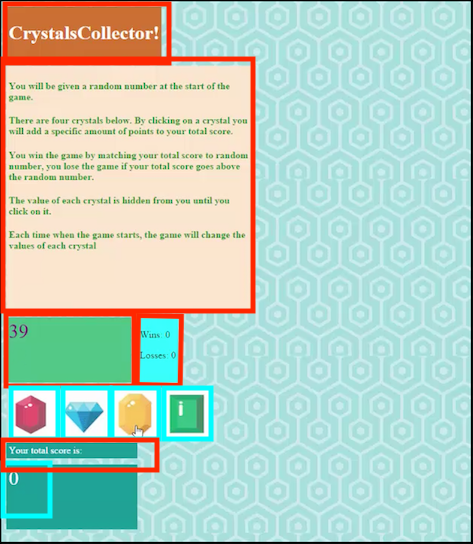 CrystalsCollector!
You will be given a random number at the start of the
game.
There are four crystals below. By clicking on a crystal you
will add a specific amount of points to your total score.
You win the game by matching your total score to random
number, you lose the game if your total score goes above
the random number.
The value of each crystal is hidden from you until you
click on it.
Each time when the game starts, the game will change the
values of each crystal
39
Wins: 0
Losses: 0
Your total score is:
0